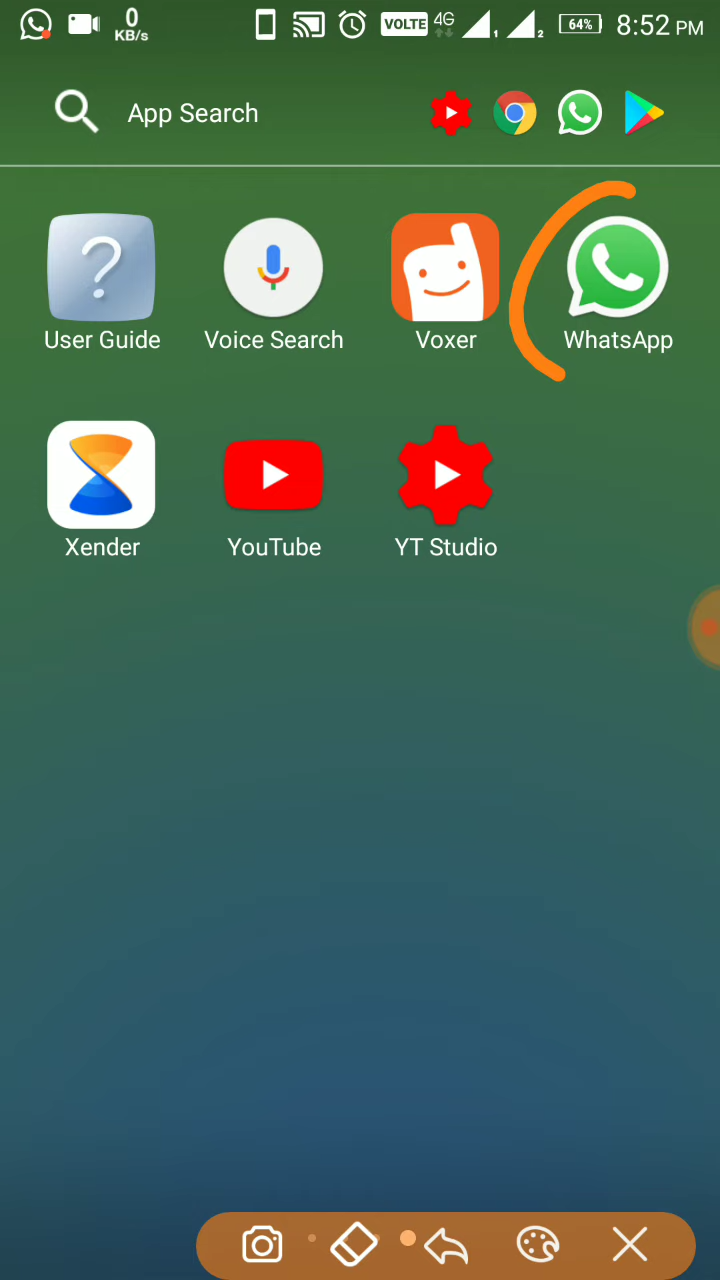 0
KB/s
VOLTE
4G
1
2
64%
8:52 PM
App Search
User Guide
Voice Search
Voxer
WhatsApp
Xender
YouTube
YT Studio